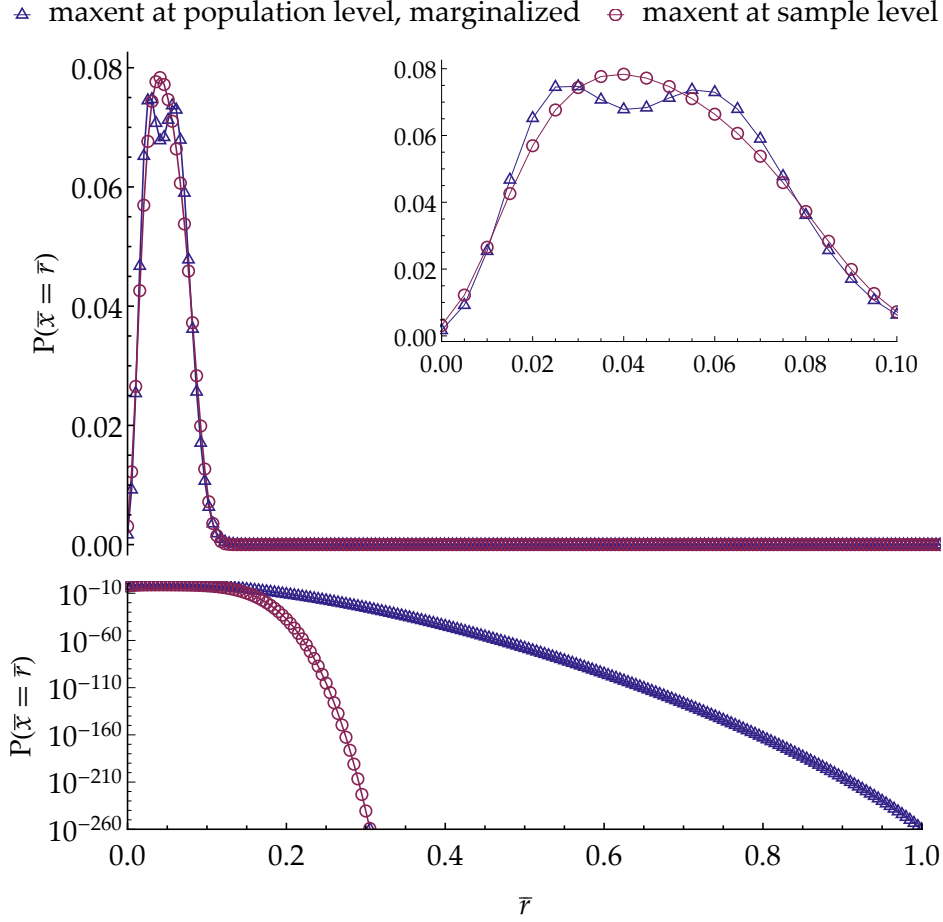 maxent at population level, marginalized maxent at sample level
0.08
0.06
0.04
0.02
0.00
P(x̅ = r̅)
0.08
0.06
0.04
0.02
0.00
0.00 0.02 0.04 0.06 0.08 0.10
10⁻¹⁰
10⁻⁶⁰
10⁻¹¹⁰
10⁻¹⁶⁰
10⁻²¹⁰
10⁻²⁶⁰
P(x̅ = r̅)
0.0 0.2 0.4 0.6 0.8 1.0
r̅